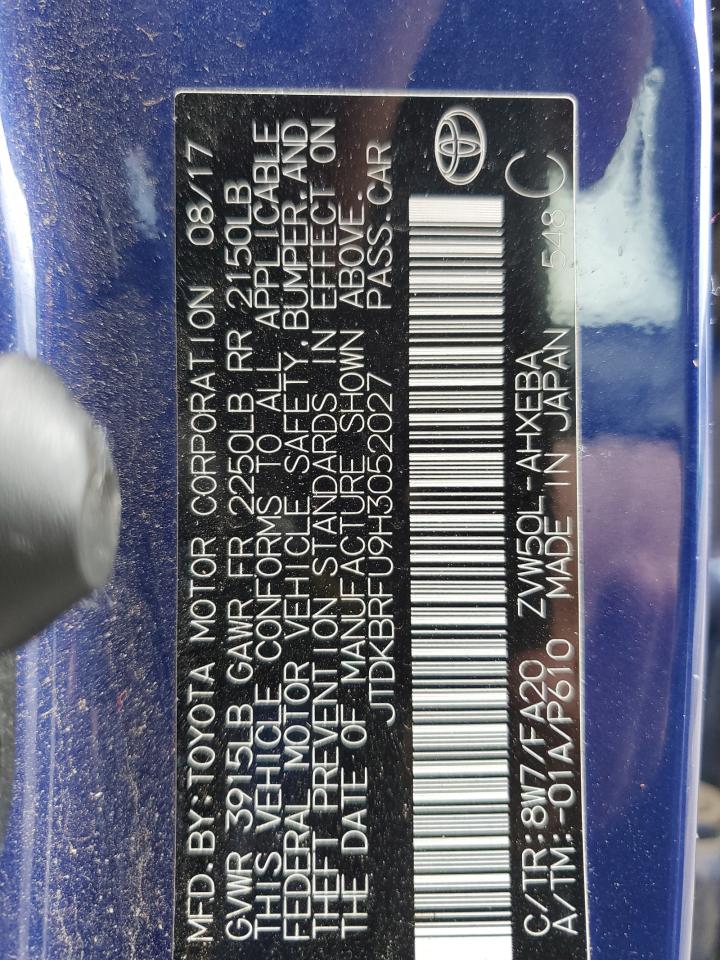 MFD. BY: TOYOTA MOTOR CORPORATION 08/17
GVWR 3915LB GAWR FR 2250LB RR 2150LB
THIS VEHICLE CONFORMS TO ALL APPLICABLE
FEDERAL MOTOR VEHICLE SAFETY, BUMPER, AND
THEFT PREVENTION STANDARDS IN EFFECT ON
THE DATE OF MANUFACTURE SHOWN ABOVE.
JTDKBRFU9H3052027 PASS. CAR
C/TR: 8W7/FA20 ZVW50L-AHXEBA
A/TM: -01A/P610 MADE IN JAPAN 548 C